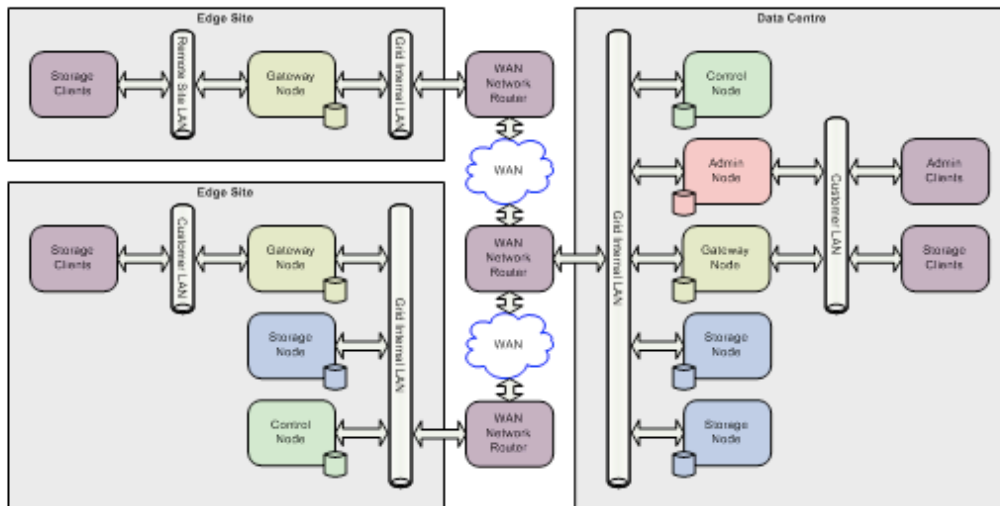 Edge Site
Storage
Clients
Remote Site LAN
Gateway
Node
Grid Internal LAN
WAN
Network
Router
WAN
Edge Site
Storage
Clients
Customer LAN
Gateway
Node
Storage
Node
Control
Node
Grid Internal LAN
WAN
Network
Router
WAN
WAN
Network
Router
Data Centre
Grid Internal LAN
Control
Node
Admin
Node
Gateway
Node
Storage
Node
Storage
Node
Customer LAN
Admin
Clients
Storage
Clients